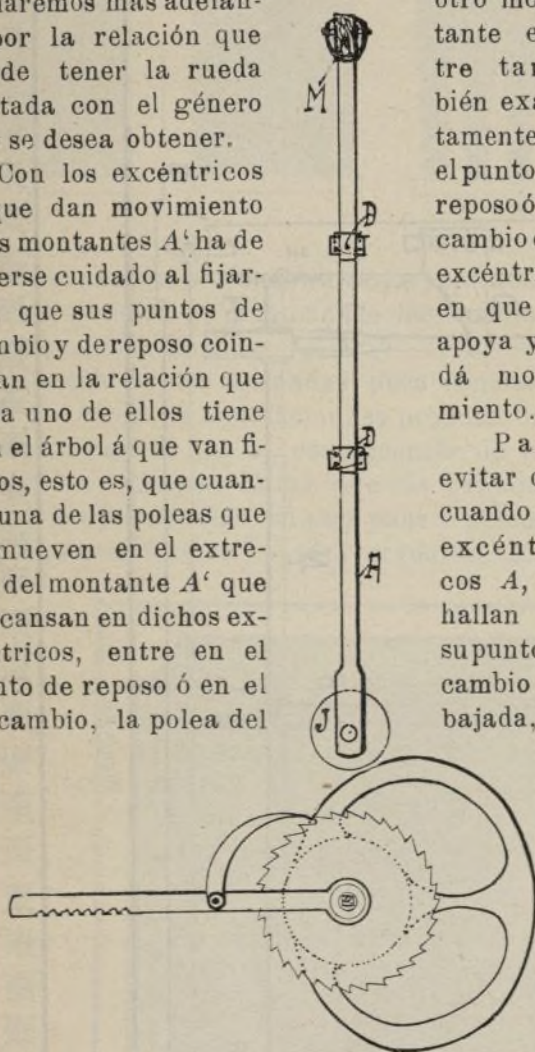 naremos más adelan-
por la relación que
de tener la rueda
tada con el género
se desea obtener.
Con los excéntricos
que dan movimiento
s montantes A‘ ha de
erse cuidado al fijar-
que sus puntos de
nbio y de reposo coin-
an en la relación que
a uno de ellos tiene
el árbol á que van fi-
os, esto es, que cuan-
una de las poleas que
mueven en el extre-
del montante A‘ que
cansan en dichos ex-
tricos, entre en el
nto de reposo ó en el
cambio, la polea del
M
B
B
A
J
otro mo
tante e
tre tan
bién exa
tamente
el punto
reposo ó
cambio d
excéntr
en que
apoya y
dá mo
miento.
Pa
evitar q
cuando
excént
cos A,
hallan
su punto
cambio
bajada,